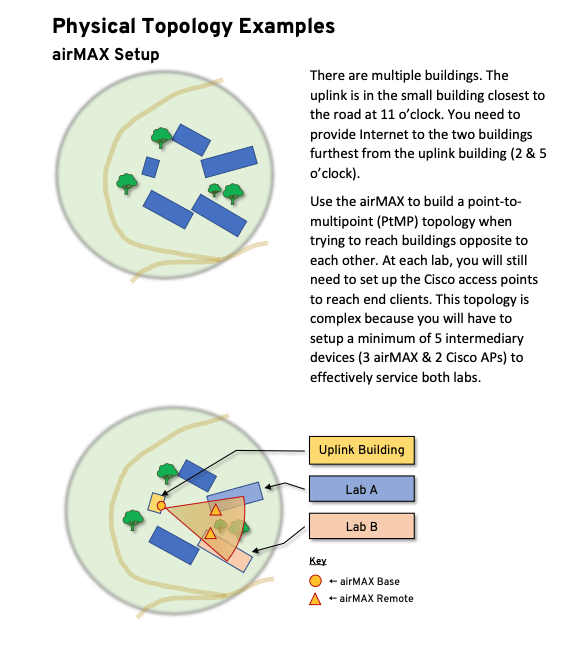 Physical Topology Examples
airMAX Setup
There are multiple buildings. The
uplink is in the small building closest to
the road at 11 o’clock. You need to
provide Internet to the two buildings
furthest from the uplink building (2 & 5
o’clock).
Use the airMAX to build a point-to-
multipoint (PtMP) topology when
trying to reach buildings opposite to
each other. At each lab, you will still
need to set up the Cisco access points
to reach end clients. This topology is
complex because you will have to
setup a minimum of 5 intermediary
devices (3 airMAX & 2 Cisco APs) to
effectively service both labs.
Uplink Building
Lab A
Lab B
Key
← airMAX Base
← airMAX Remote